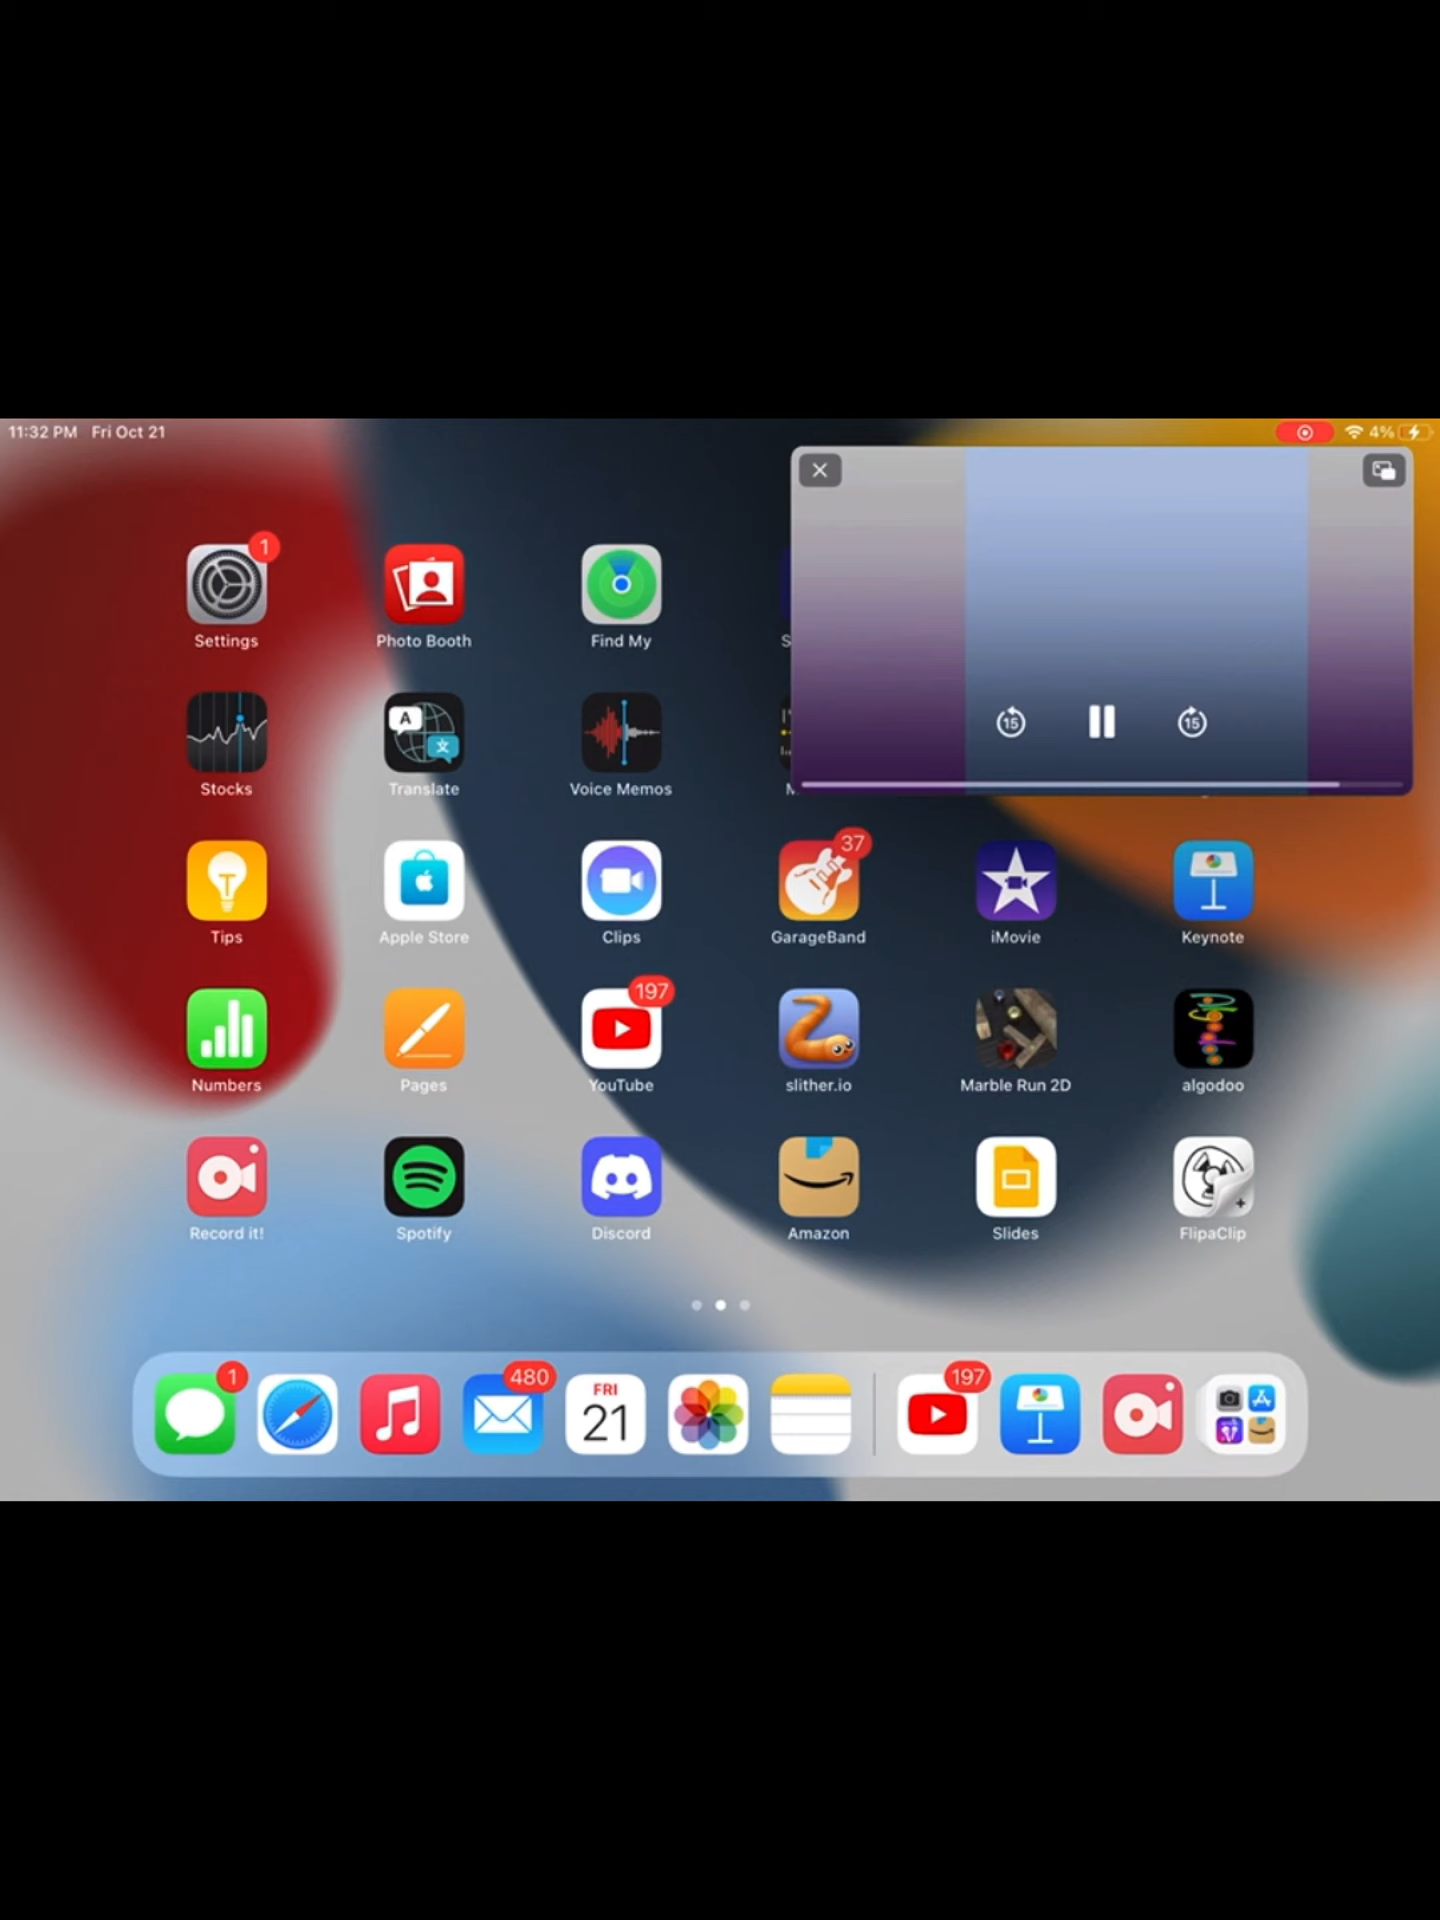 11:32 PM Fri Oct 21
4%
1
Settings
Photo Booth
Find My
S
A
文
Stocks
Translate
Voice Memos
M
15
15
37
Tips
Apple Store
Clips
GarageBand
iMovie
Keynote
197
Numbers
Pages
YouTube
slither.io
Marble Run 2D
algodoo
Record it!
Spotify
Discord
Amazon
Slides
FlipaClip
1
480
FRI
21
197